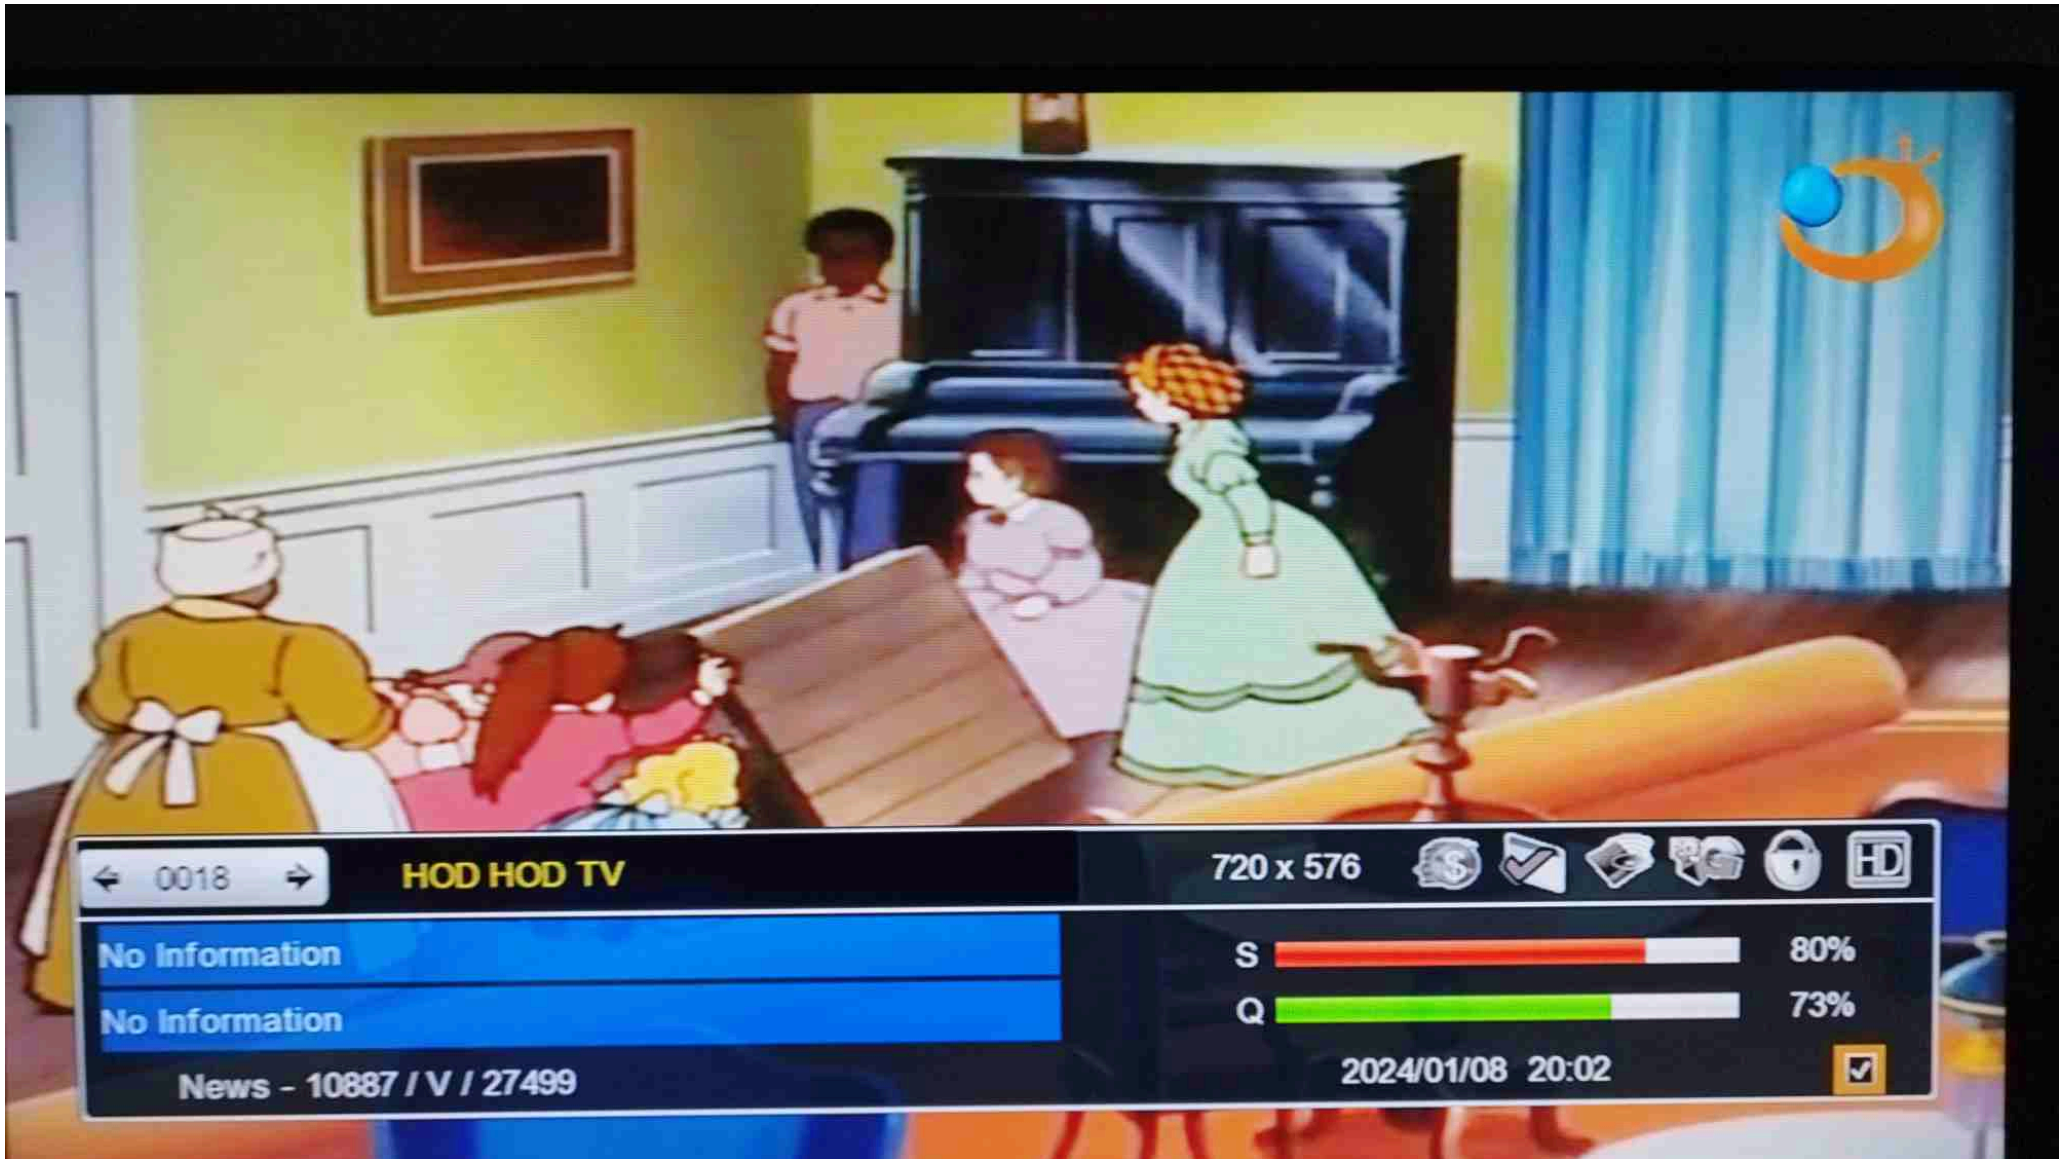 0018
HOD HOD TV
720 x 576
$
G
HD
No Information
S 80%
No Information
Q 73%
News - 10887 / V / 27499
2024/01/08 20:02